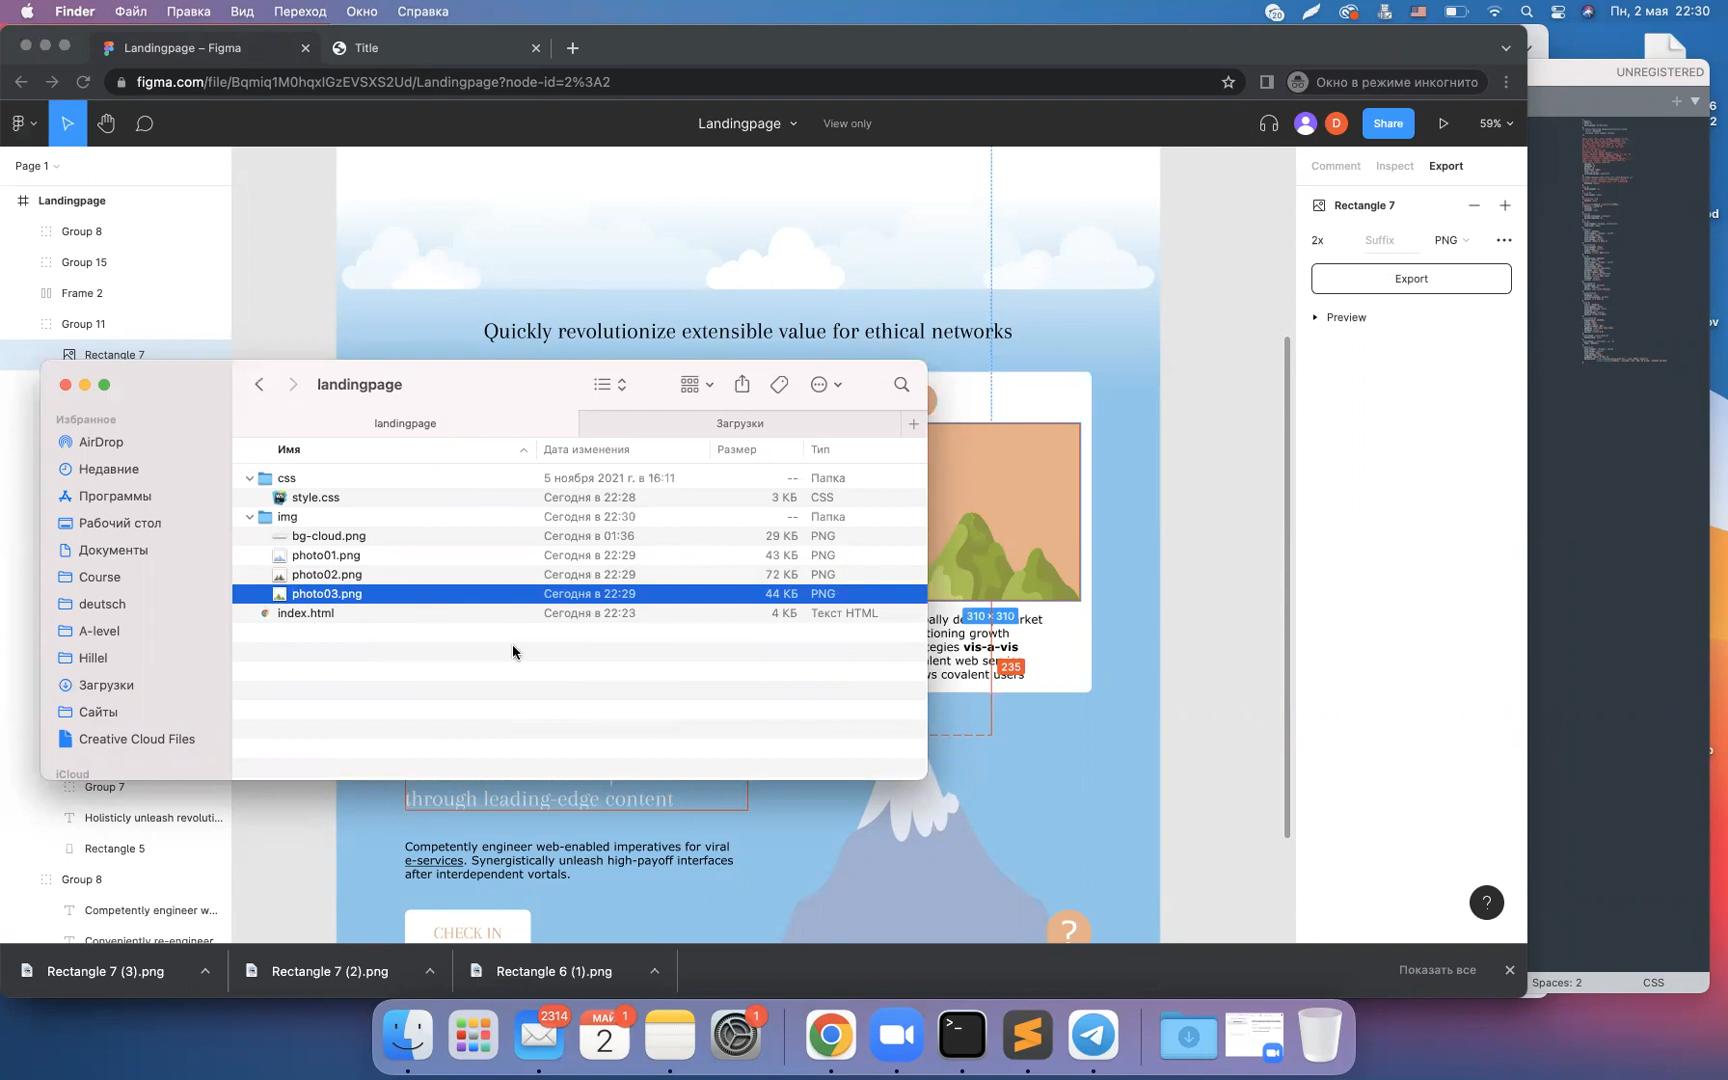 Finder Файл Правка Вид Переход Окно Справка 20 Пн, 2 мая 22:30
Landingpage – Figma Title
UNREGISTERED
figma.com/file/Bqmiq1M0hqxIGzEVSXS2Ud/Landingpage?node-id=2%3A2 Окно в режиме инкогнито
Landingpage View only D Share 59%
Page 1 Comment Inspect Export
Landingpage
Rectangle 7
Group 8
2x Suffix PNG
Group 15
Export
Frame 2
Preview
Group 11
Quickly revolutionize extensible value for ethical networks
Rectangle 7
landingpage
Избранное
landingpage Загрузки
AirDrop
Имя Дата изменения Размер Тип
Недавние
css 5 ноября 2021 г. в 16:11 -- Папка
Программы
style.css Сегодня в 22:28 3 КБ CSS
Рабочий стол
img Сегодня в 22:30 -- Папка
bg-cloud.png Сегодня в 01:36 29 КБ PNG
Документы
photo01.png Сегодня в 22:29 43 КБ PNG
Course
photo02.png Сегодня в 22:29 72 КБ PNG
deutsch
photo03.png Сегодня в 22:29 44 КБ PNG
A-level
index.html Сегодня в 22:23 4 КБ Текст HTML
Hillel
Загрузки
Сайты
Creative Cloud Files
iCloud
310 × 310
tioning growth
tegies vis-a-vis
235
covalent users
Group 7
through leading-edge content
Holisticly unleash revoluti...
Rectangle 5
Competently engineer web-enabled imperatives for viral
e-services. Synergistically unleash high-payoff interfaces
after interdependent vortals.
Group 8
Competently engineer w...
Conveniently re-engineer
CHECK IN
?
?
Rectangle 7 (3).png Rectangle 7 (2).png Rectangle 6 (1).png Показать все
Spaces: 2 CSS
2314 МАЙ 1 2 1